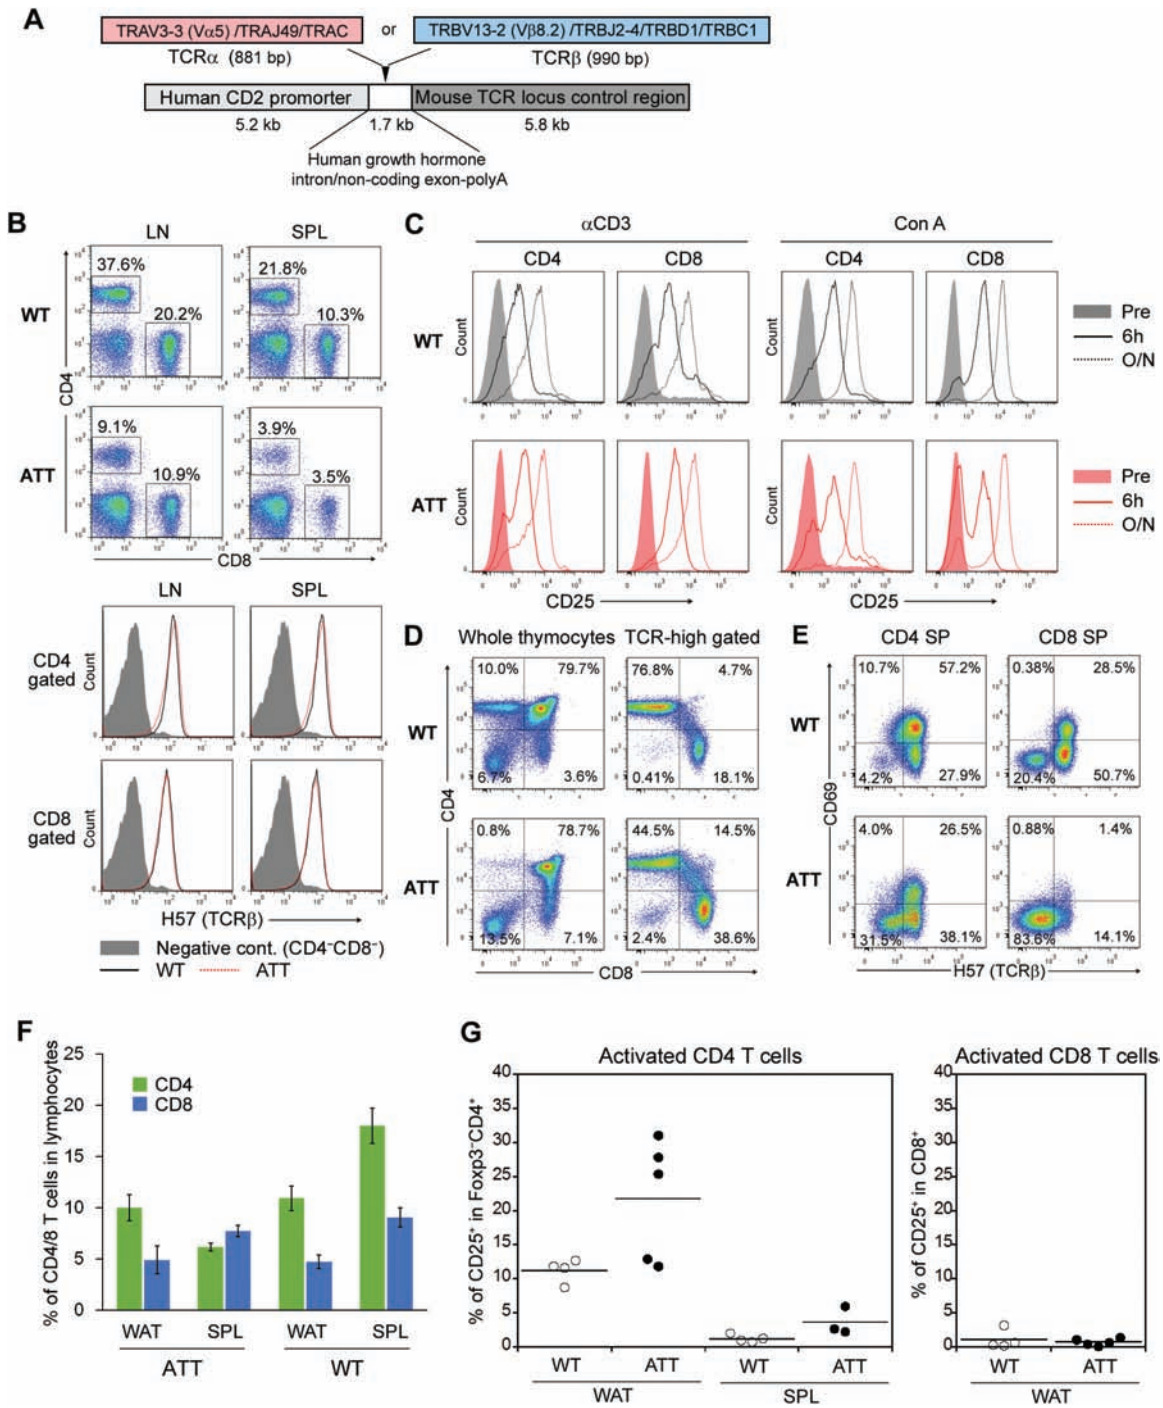 A
TRAV3-3 (Vα5) /TRAJ49/TRAC or TRBV13-2 (Vβ8.2) /TRBJ2-4/TRBD1/TRBC1
TCRα (881 bp) TCRβ (990 bp)
Human CD2 promoter Mouse TCR locus control region
5.2 kb 1.7 kb 5.8 kb
Human growth hormone
intron/non-coding exon-polyA
B
LN SPL
37.6% 21.8%
20.2% 10.3%
WT
CD4
9.1% 3.9%
10.9% 3.5%
ATT
CD8
LN SPL
CD4
gated
Count
CD8
gated
Count
H57 (TCRβ)
Negative cont. (CD4⁻CD8⁻)
WT ATT
C
αCD3 Con A
CD4 CD8 CD4 CD8
WT
Count Count
Pre
6h
O/N
ATT
Count Count
Pre
6h
O/N
CD25 CD25
D
Whole thymocytes TCR-high gated
10.0% 79.7% 76.8% 4.7%
WT
6.7% 3.6% 0.41% 18.1%
CD4
0.8% 78.7% 44.5% 14.5%
ATT
13.5% 7.1% 2.4% 38.6%
CD8
E
CD4 SP CD8 SP
10.7% 57.2% 0.38% 28.5%
WT
4.2% 27.9% 20.4% 50.7%
CD69
4.0% 26.5% 0.88% 1.4%
ATT
31.5% 38.1% 83.6% 14.1%
H57 (TCRβ)
F
% of CD4/8 T cells in lymphocytes
25
20
15
10
5
0
CD4
CD8
WAT SPL WAT SPL
ATT WT
G
Activated CD4 T cells
% of CD25⁺ in Foxp3⁻CD4⁺
40
35
30
25
20
15
10
5
0
WT ATT WT ATT
WAT SPL
Activated CD8 T cells
% of CD25⁺ in CD8⁺
40
35
30
25
20
15
10
5
0
WT ATT
WAT